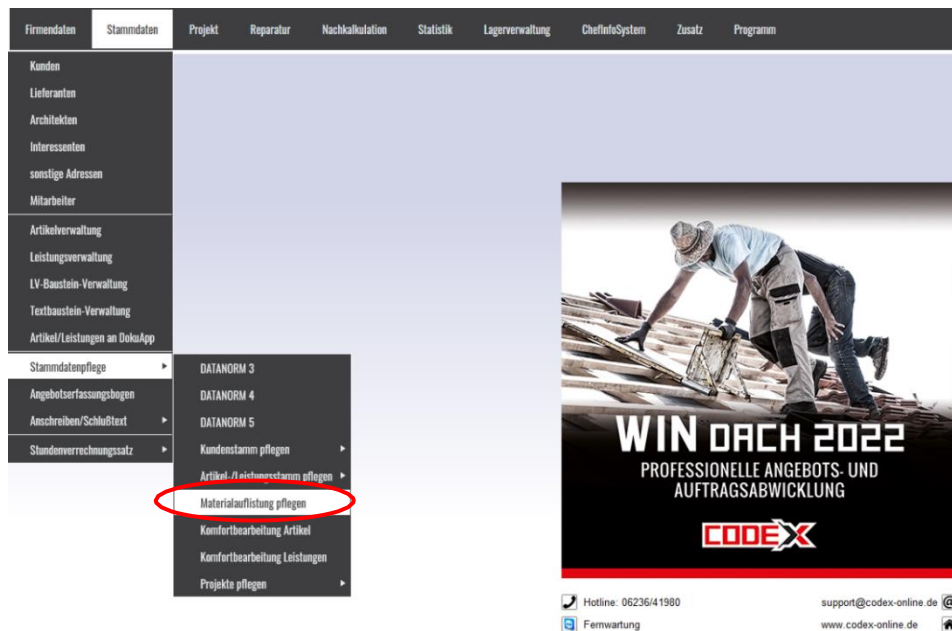 Firmendaten Stammdaten Projekt Reparatur Nachkalkulation Statistik Lagerverwaltung ChefInfoSystem Zusatz Programm
Kunden
Lieferanten
Architekten
Interessenten
sonstige Adressen
Mitarbeiter
Artikelverwaltung
Leistungsverwaltung
LV-Baustein-Verwaltung
Textbaustein-Verwaltung
Artikel/Leistungen an DokuApp
Stammdatenpflege
Angebotserfassungsbogen
Anschreiben/Schlußtext
Stundenverrechnungssatz
DATANORM 3
DATANORM 4
DATANORM 5
Kundenstamm pflegen
Artikel-/Leistungsstamm pflegen
Materialauflistung pflegen
Komfortbearbeitung Artikel
Komfortbearbeitung Leistungen
Projekte pflegen
WIN DACH 2022
PROFESSIONELLE ANGEBOTS- UND
AUFTRAGSABWICKLUNG
CODEX
Hotline: 06236/41980 support@codex-online.de @
Fernwartung www.codex-online.de